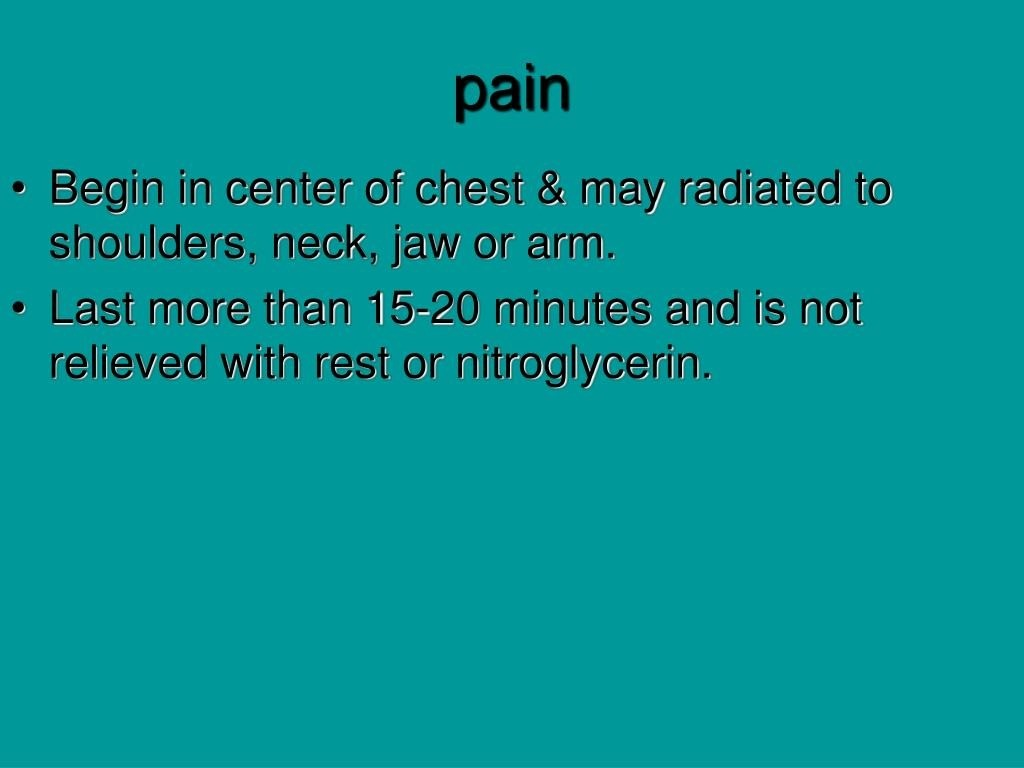 pain
• Begin in center of chest & may radiated to
shoulders, neck, jaw or arm.
• Last more than 15-20 minutes and is not
relieved with rest or nitroglycerin.